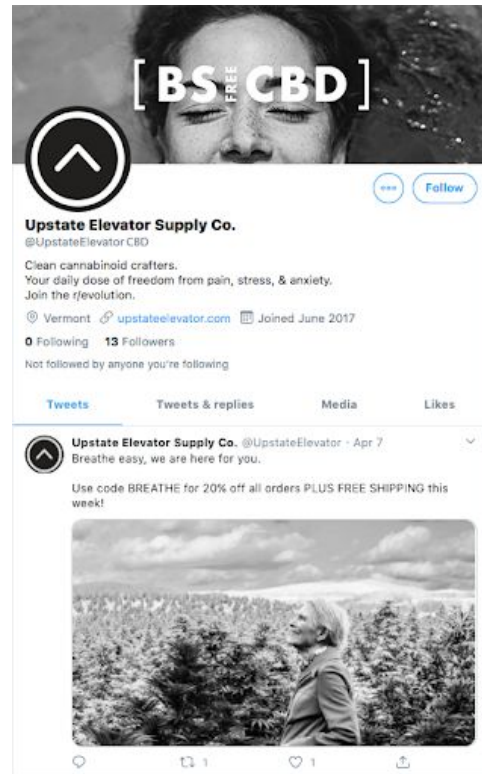 [BS FREE CBD]
Follow
Upstate Elevator Supply Co.
@UpstateElevatorCBD
Clean cannabinoid crafters.
Your daily dose of freedom from pain, stress, & anxiety.
Join the r/evolution.
Vermont upstateelevator.com Joined June 2017
0 Following 13 Followers
Not followed by anyone you're following
Tweets Tweets & replies Media Likes
Upstate Elevator Supply Co. @UpstateElevator · Apr 7
Breathe easy, we are here for you.
Use code BREATHE for 20% off all orders PLUS FREE SHIPPING this
week!
1 1